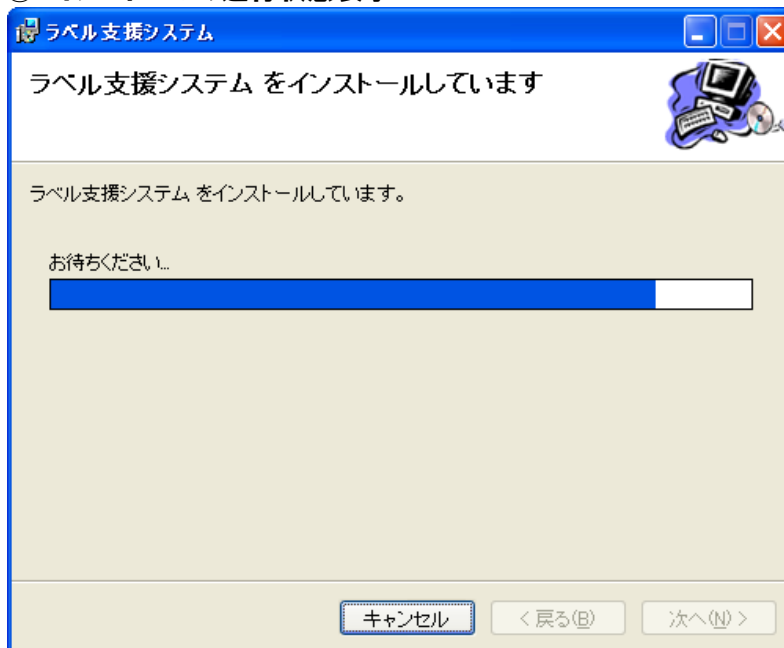 ラベル支援システム
ラベル支援システム をインストールしています
ラベル支援システム をインストールしています。
お待ちください...
キャンセル
< 戻る(B)
次へ(N) >